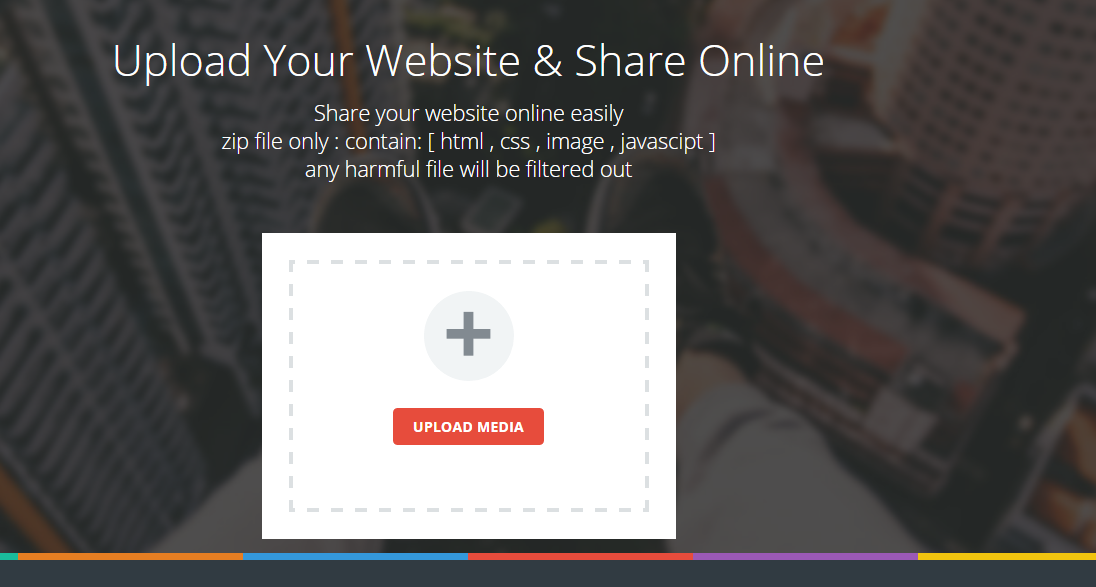 Upload Your Website & Share Online
Share your website online easily
zip file only : contain: [ html , css , image , javascipt ]
any harmful file will be filtered out
UPLOAD MEDIA